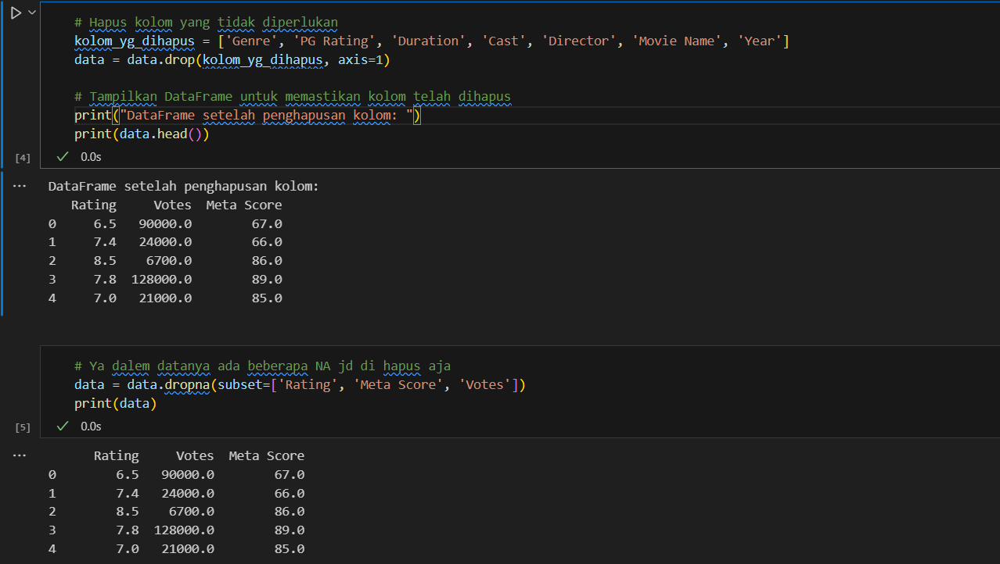 # Hapus kolom yang tidak diperlukan
kolom_yg_dihapus = ['Genre', 'PG Rating', 'Duration', 'Cast', 'Director', 'Movie Name', 'Year']
data = data.drop(kolom_yg_dihapus, axis=1)
# Tampilkan DataFrame untuk memastikan kolom telah dihapus
print("DataFrame setelah penghapusan kolom: ")
print(data.head())
[4] 0.0s
... DataFrame setelah penghapusan kolom:
Rating Votes Meta Score
0 6.5 90000.0 67.0
1 7.4 24000.0 66.0
2 8.5 6700.0 86.0
3 7.8 128000.0 89.0
4 7.0 21000.0 85.0
# Ya dalem datanya ada beberapa NA jd di hapus aja
data = data.dropna(subset=['Rating', 'Meta Score', 'Votes'])
print(data)
[5] 0.0s
... Rating Votes Meta Score
0 6.5 90000.0 67.0
1 7.4 24000.0 66.0
2 8.5 6700.0 86.0
3 7.8 128000.0 89.0
4 7.0 21000.0 85.0